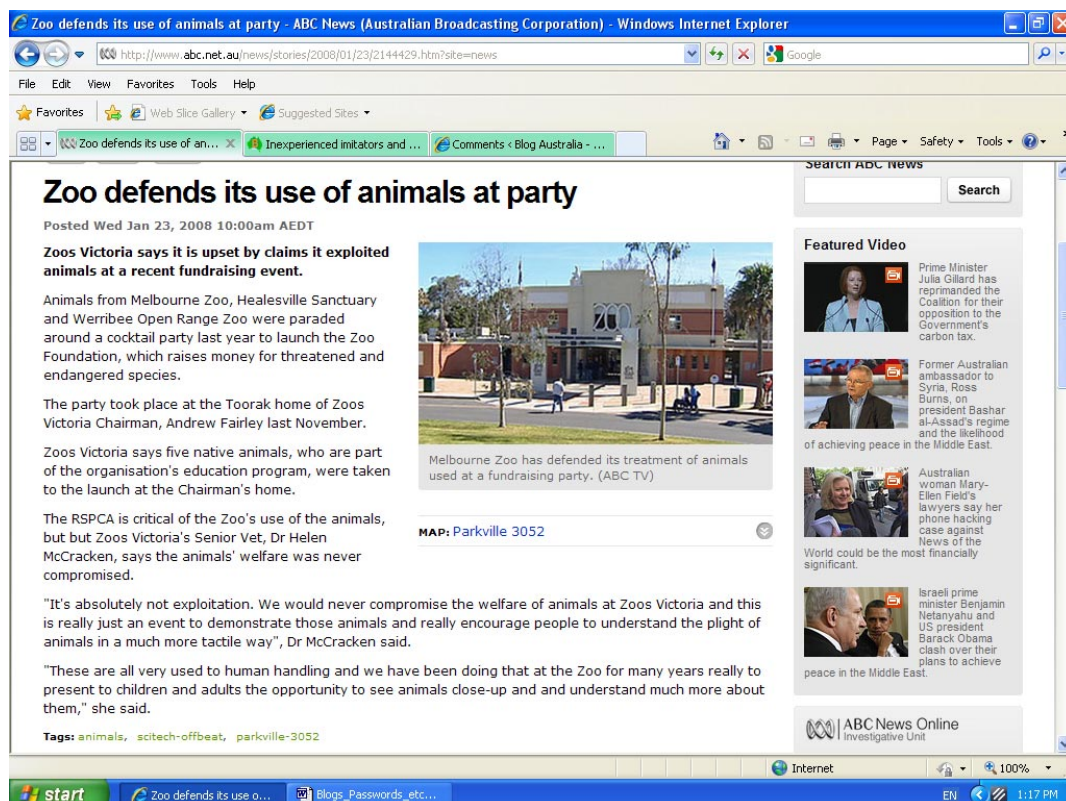 Zoo defends its use of animals at party - ABC News (Australian Broadcasting Corporation) - Windows Internet Explorer
http://www.abc.net.au/news/stories/2008/01/23/2144429.htm?site=news
Google
File Edit View Favorites Tools Help
Favorites Web Slice Gallery Suggested Sites
Zoo defends its use of an... Inexperienced imitators and ... Comments < Blog Australia - ... Page Safety Tools
Zoo defends its use of animals at party
Posted Wed Jan 23, 2008 10:00am AEDT
Zoos Victoria says it is upset by claims it exploited
animals at a recent fundraising event.
Animals from Melbourne Zoo, Healesville Sanctuary
and Werribee Open Range Zoo were paraded
around a cocktail party last year to launch the Zoo
Foundation, which raises money for threatened and
endangered species.
The party took place at the Toorak home of Zoos
Victoria Chairman, Andrew Fairley last November.
Zoos Victoria says five native animals, who are part
of the organisation's education program, were taken
to the launch at the Chairman's home.
The RSPCA is critical of the Zoo's use of the animals,
but but Zoos Victoria's Senior Vet, Dr Helen
McCracken, says the animals' welfare was never
compromised.
"It's absolutely not exploitation. We would never compromise the welfare of animals at Zoos Victoria and this
is really just an event to demonstrate those animals and really encourage people to understand the plight of
animals in a much more tactile way", Dr McCracken said.
"These are all very used to human handling and we have been doing that at the Zoo for many years really to
present to children and adults the opportunity to see animals close-up and and understand much more about
them," she said.
Tags: animals, scitech-offbeat, parkville-3052
ZOO
Melbourne Zoo has defended its treatment of animals
used at a fundraising party. (ABC TV)
MAP: Parkville 3052
Search ABC News
Search
Featured Video
Prime Minister
Julia Gillard has
reprimanded the
Coalition for their
opposition to the
Government's
carbon tax.
Former Australian
ambassador to
Syria, Ross
Burns, on
president Bashar
al-Assad's regime
and the likelihood
of achieving peace in the Middle East.
Australian
woman Mary-
Ellen Field's
lawyers say her
phone hacking
case against
News of the
World could be the most financially
significant.
Israeli prime
minister Benjamin
Netanyahu and
US president
Barack Obama
clash over their
plans to achieve
peace in the Middle East.
ABC News Online
Investigative Unit
Internet 100%
start Zoo defends its use o... Blogs_Passwords_etc... EN 1:17 PM